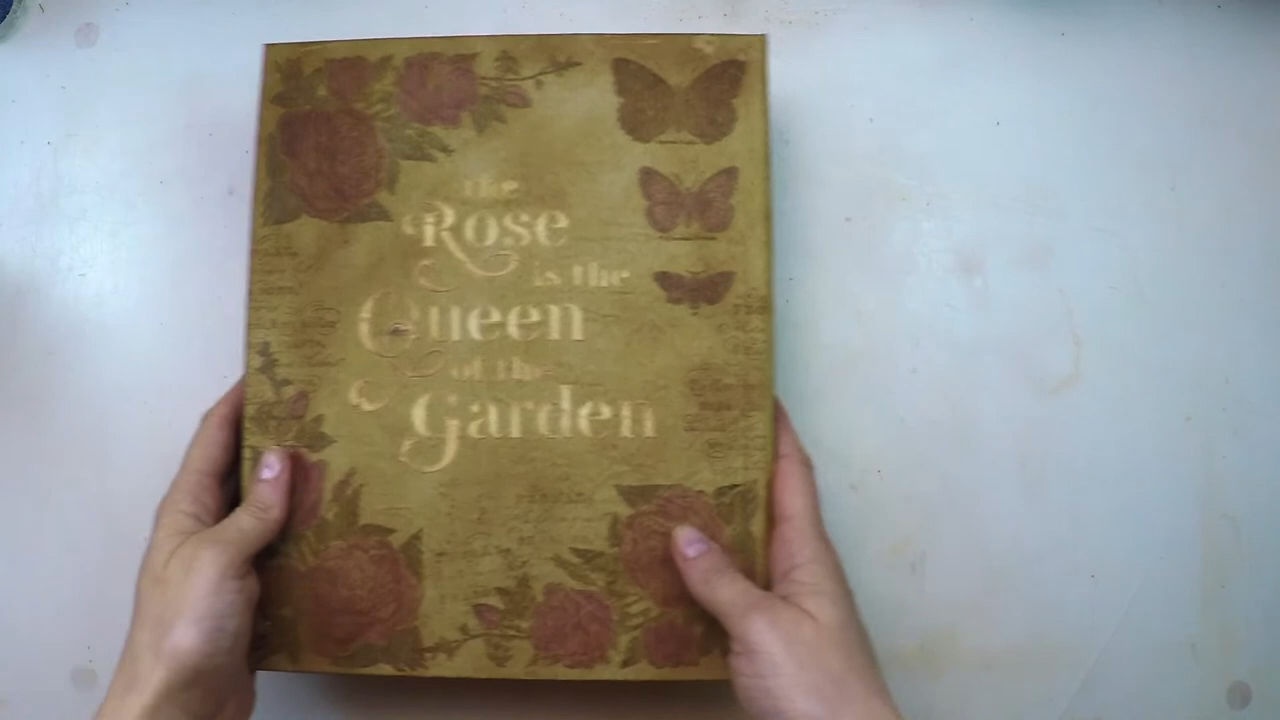 the
Rose
is the
Queen
of the
Garden